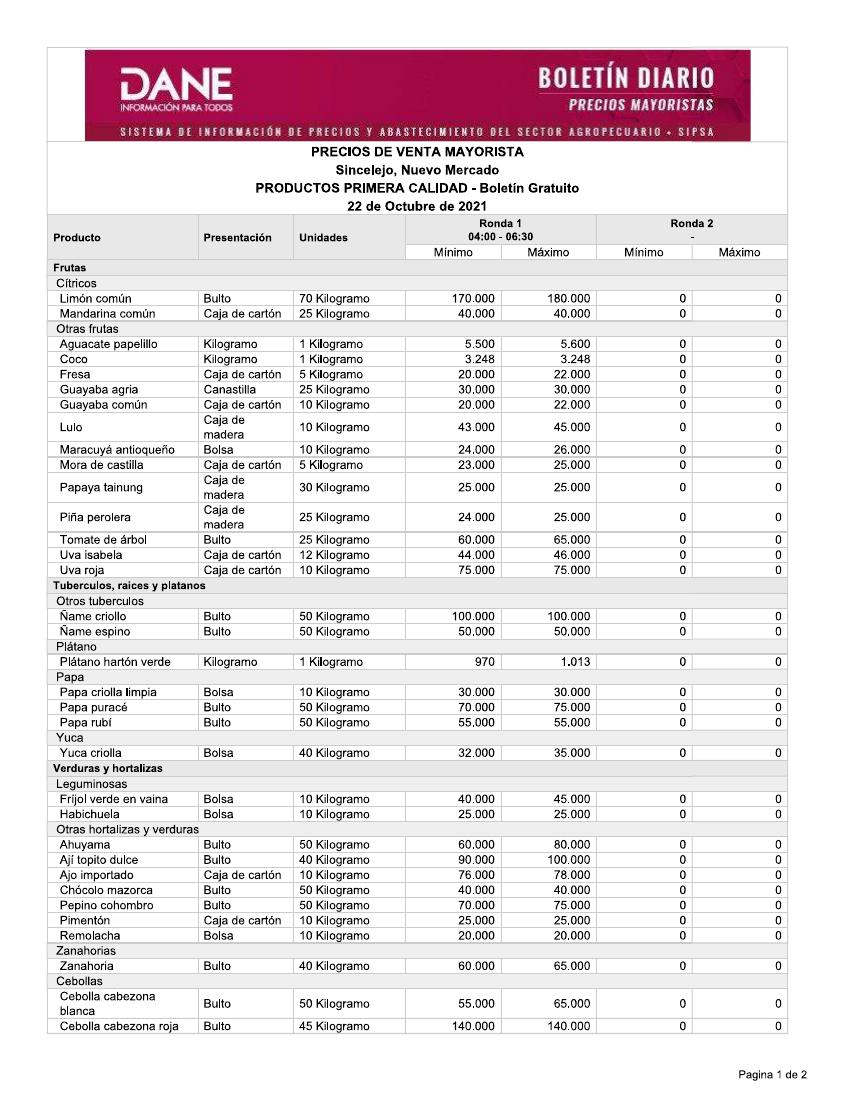 DANE
INFORMACIÓN PARA TODOS
BOLETÍN DIARIO
PRECIOS MAYORISTAS
SISTEMA DE INFORMACIÓN DE PRECIOS Y ABASTECIMIENTO DEL SECTOR AGROPECUARIO • SIPSA
PRECIOS DE VENTA MAYORISTA
Sincelejo, Nuevo Mercado
PRODUCTOS PRIMERA CALIDAD - Boletín Gratuito
22 de Octubre de 2021
Producto Presentación Unidades Ronda 1 04:00 - 06:30 Ronda 2 -
Mínimo Máximo Mínimo Máximo
Frutas
Cítricos
Limón común Bulto 70 Kilogramo 170.000 180.000 0 0
Mandarina común Caja de cartón 25 Kilogramo 40.000 40.000 0 0
Otras frutas
Aguacate papelillo Kilogramo 1 Kilogramo 5.500 5.600 0 0
Coco Kilogramo 1 Kilogramo 3.248 3.248 0 0
Fresa Caja de cartón 5 Kilogramo 20.000 22.000 0 0
Guayaba agria Canastilla 25 Kilogramo 30.000 30.000 0 0
Guayaba común Caja de cartón 10 Kilogramo 20.000 22.000 0 0
Lulo Caja de madera 10 Kilogramo 43.000 45.000 0 0
Maracuyá antioqueño Bolsa 10 Kilogramo 24.000 26.000 0 0
Mora de castilla Caja de cartón 5 Kilogramo 23.000 25.000 0 0
Papaya tainung Caja de madera 30 Kilogramo 25.000 25.000 0 0
Piña perolera Caja de madera 25 Kilogramo 24.000 25.000 0 0
Tomate de árbol Bulto 25 Kilogramo 60.000 65.000 0 0
Uva isabela Caja de cartón 12 Kilogramo 44.000 46.000 0 0
Uva roja Caja de cartón 10 Kilogramo 75.000 75.000 0 0
Tuberculos, raices y platanos
Otros tuberculos
Ñame criollo Bulto 50 Kilogramo 100.000 100.000 0 0
Ñame espino Bulto 50 Kilogramo 50.000 50.000 0 0
Plátano
Plátano hartón verde Kilogramo 1 Kilogramo 970 1.013 0 0
Papa
Papa criolla limpia Bolsa 10 Kilogramo 30.000 30.000 0 0
Papa puracé Bulto 50 Kilogramo 70.000 75.000 0 0
Papa rubí Bulto 50 Kilogramo 55.000 55.000 0 0
Yuca
Yuca criolla Bolsa 40 Kilogramo 32.000 35.000 0 0
Verduras y hortalizas
Leguminosas
Fríjol verde en vaina Bolsa 10 Kilogramo 40.000 45.000 0 0
Habichuela Bolsa 10 Kilogramo 25.000 25.000 0 0
Otras hortalizas y verduras
Ahuyama Bulto 50 Kilogramo 60.000 80.000 0 0
Ají topito dulce Bulto 40 Kilogramo 90.000 100.000 0 0
Ajo importado Caja de cartón 10 Kilogramo 76.000 78.000 0 0
Chócolo mazorca Bulto 50 Kilogramo 40.000 40.000 0 0
Pepino cohombro Bulto 50 Kilogramo 70.000 75.000 0 0
Pimentón Caja de cartón 10 Kilogramo 25.000 25.000 0 0
Remolacha Bolsa 10 Kilogramo 20.000 20.000 0 0
Zanahorias
Zanahoria Bulto 40 Kilogramo 60.000 65.000 0 0
Cebollas
Cebolla cabezona blanca Bulto 50 Kilogramo 55.000 65.000 0 0
Cebolla cabezona roja Bulto 45 Kilogramo 140.000 140.000 0 0
Pagina 1 de 2